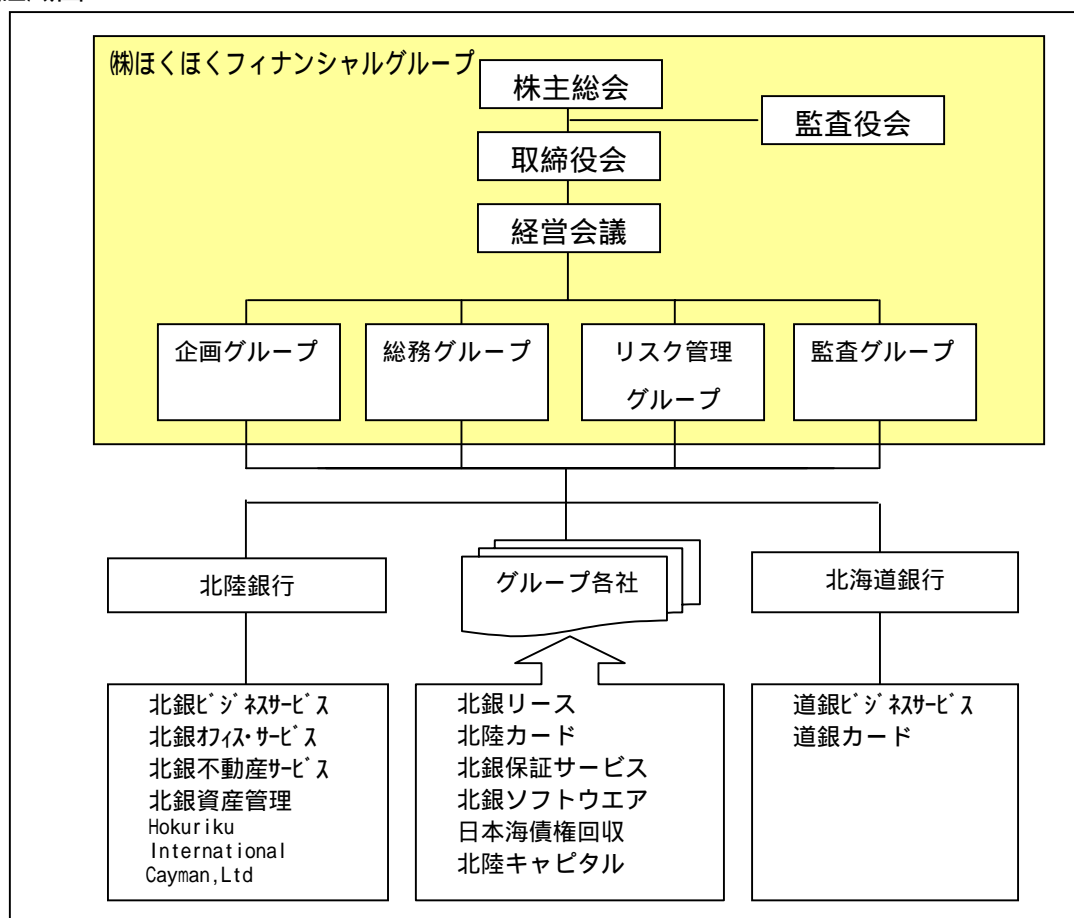 ㈱ほくほくフィナンシャルグループ
株主総会
監査役会
取締役会
経営会議
企画グループ
総務グループ
リスク管理
グループ
監査グループ
北陸銀行
グループ各社
北海道銀行
北銀ﾋﾞｼﾞﾈｽｻｰﾋﾞｽ
北銀ｵﾌｨｽ･ｻｰﾋﾞｽ
北銀不動産ｻｰﾋﾞｽ
北銀資産管理
Hokuriku
International
Cayman,Ltd
北銀リース
北陸カード
北銀保証サービス
北銀ソフトウエア
日本海債権回収
北陸キャピタル
道銀ﾋﾞｼﾞﾈｽｻｰﾋﾞｽ
道銀カード